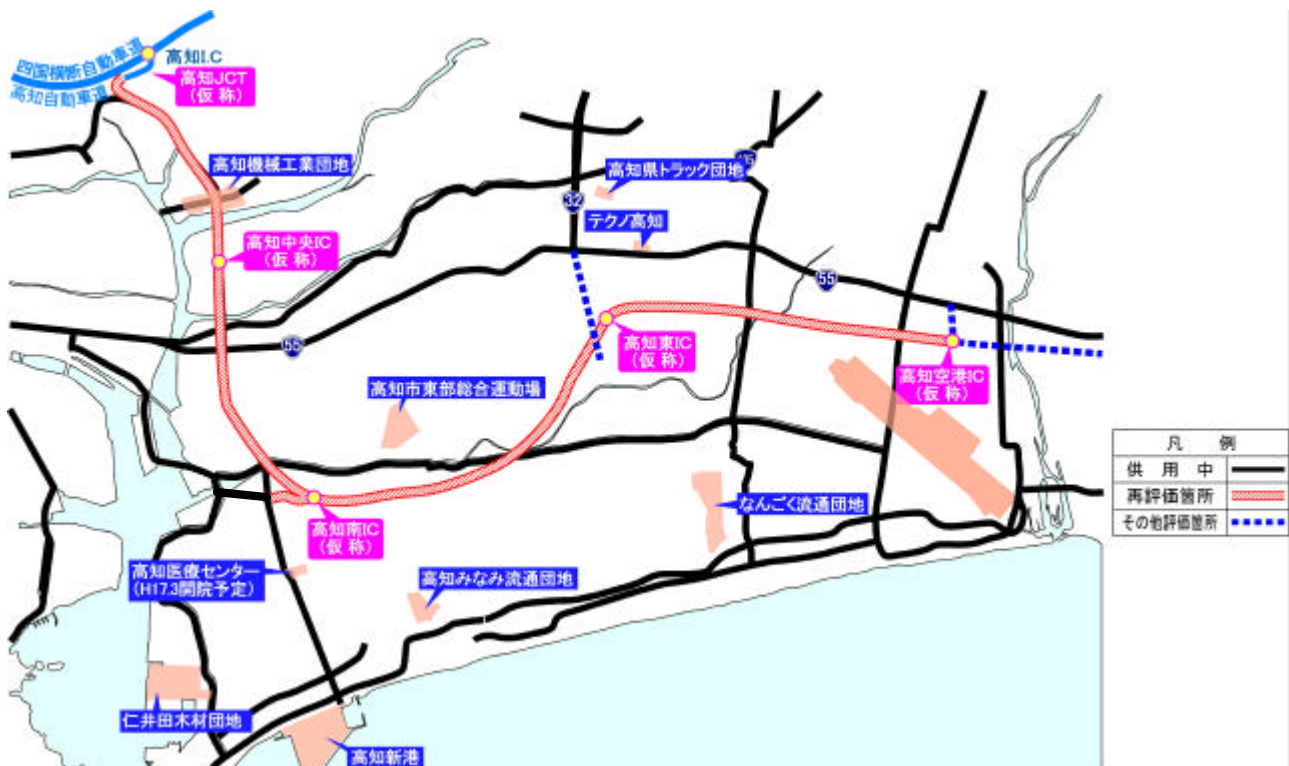 四国横断自動車道
高知I.C
高知自動車道
高知JCT
(仮 称)
高知機械工業団地
高知県トラック団地
32
テクノ高知
高知中央IC
(仮 称)
55
55
高知東IC
(仮 称)
高知空港IC
(仮 称)
高知市東部総合運動場
凡 例
供 用 中
再評価箇所
その他評価箇所
なんごく流通団地
高知南IC
(仮 称)
高知医療センター
(H17.3開院予定)
高知みなみ流通団地
仁井田木材団地
高知新港